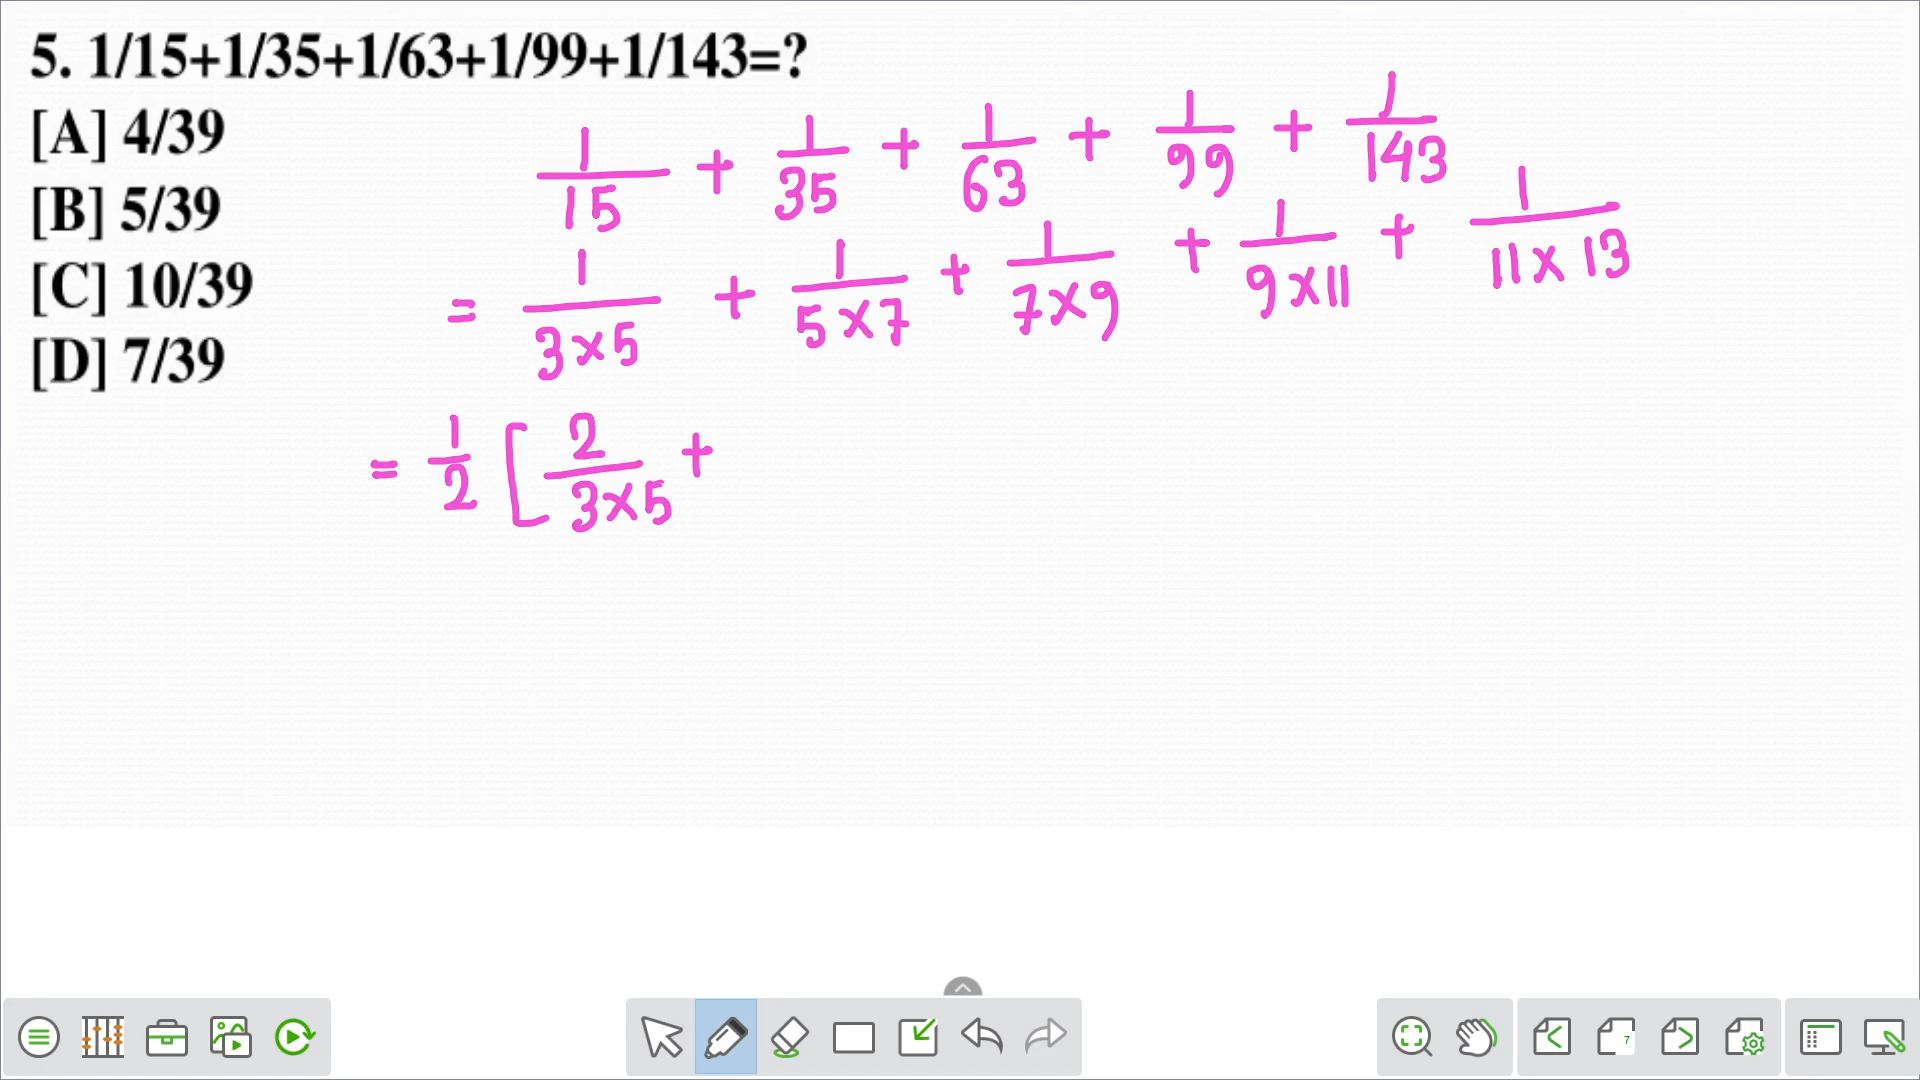 5. 1/15+1/35+1/63+1/99+1/143=?
[A] 4/39
[B] 5/39
[C] 10/39
[D] 7/39
1/15 + 1/35 + 1/63 + 1/99 + 1/143
= 1/3×5 + 1/5×7 + 1/7×9 + 1/9×11 + 1/11×13
= 1/2 [ 2/3×5 +
7